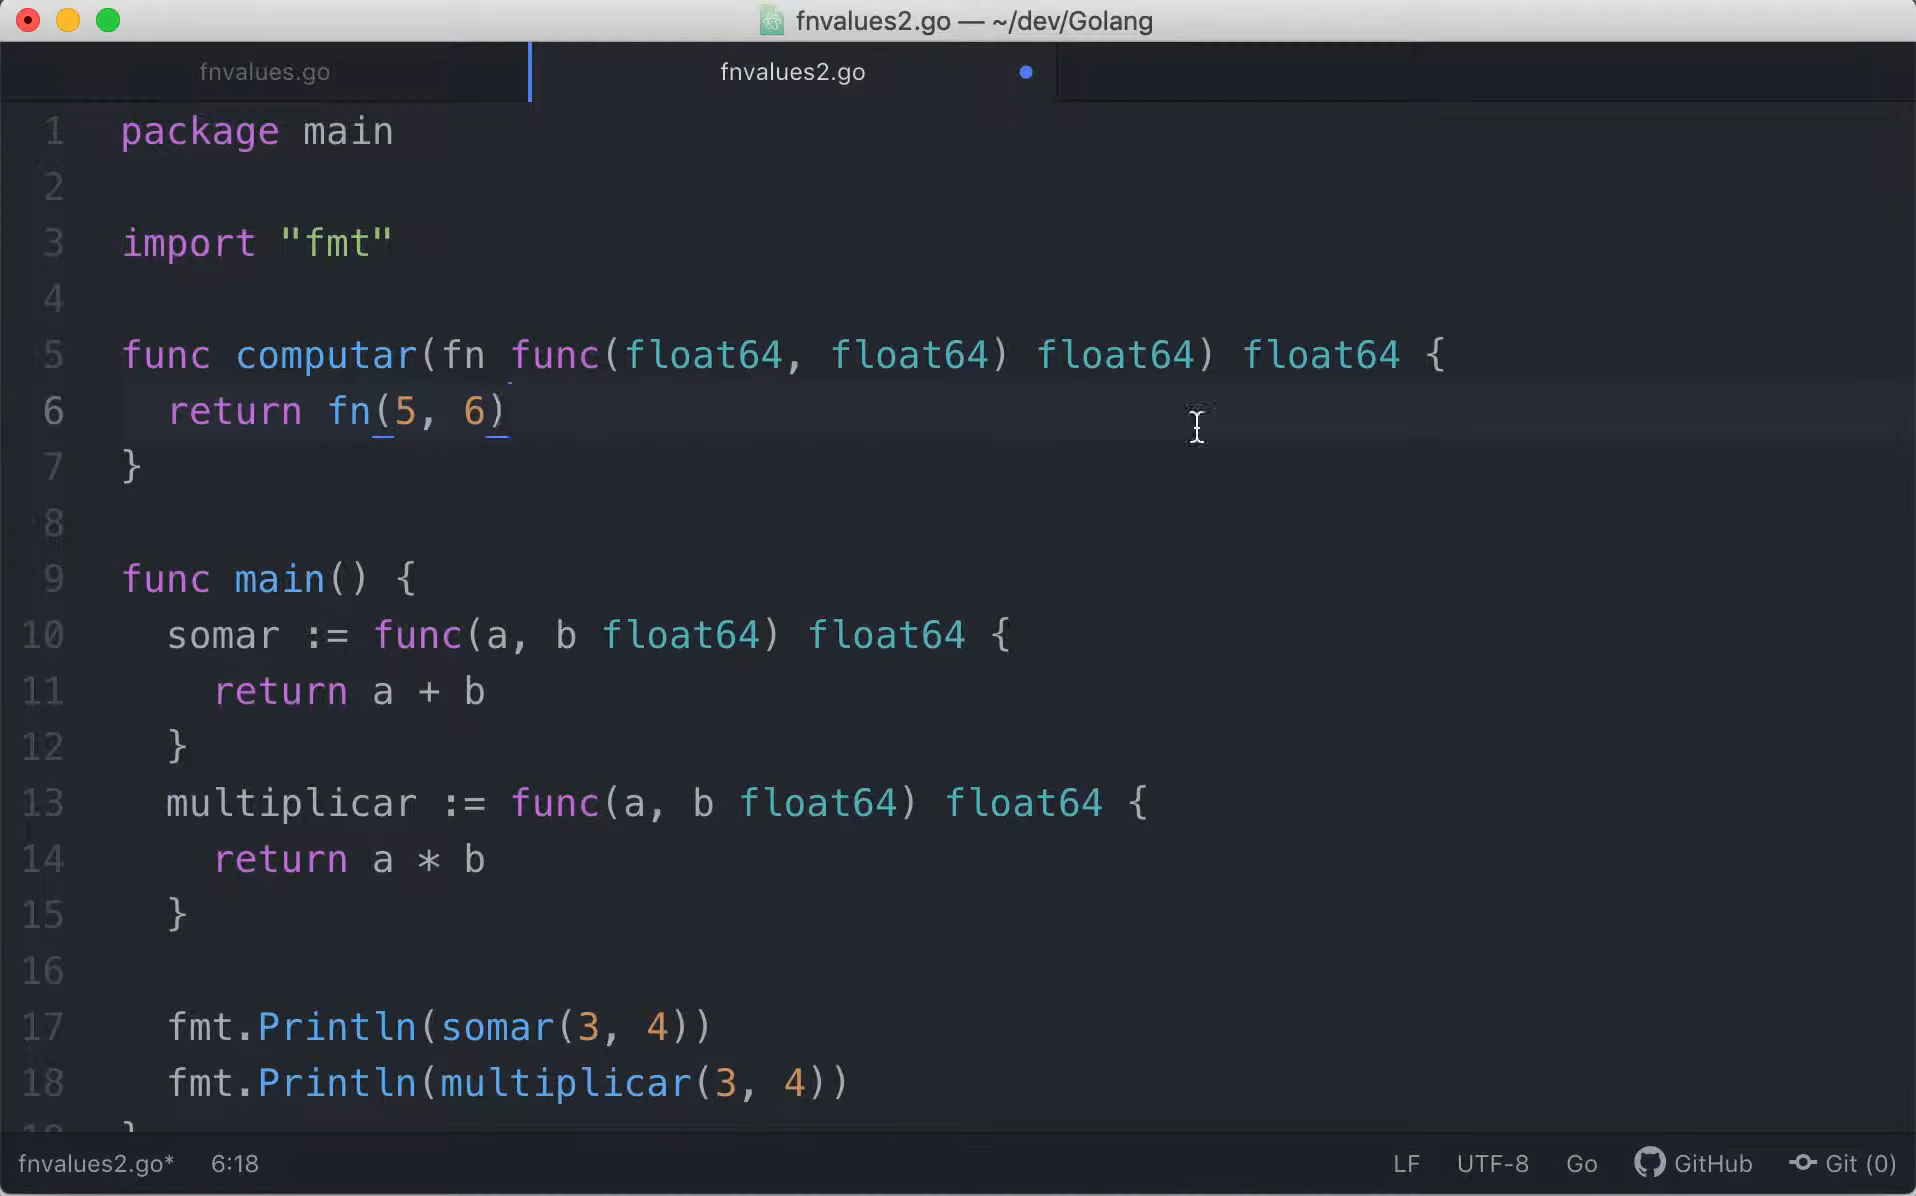 fnvalues2.go — ~/dev/Golang
fnvalues.go
fnvalues2.go
1 package main
2
3 import "fmt"
4
5 func computar(fn func(float64, float64) float64) float64 {
6   return fn(5, 6)
7 }
8
9 func main() {
10   somar := func(a, b float64) float64 {
11     return a + b
12   }
13   multiplicar := func(a, b float64) float64 {
14     return a * b
15   }
16
17   fmt.Println(somar(3, 4))
18   fmt.Println(multiplicar(3, 4))
19 }
fnvalues2.go* 6:18 LF UTF-8 Go GitHub Git (0)